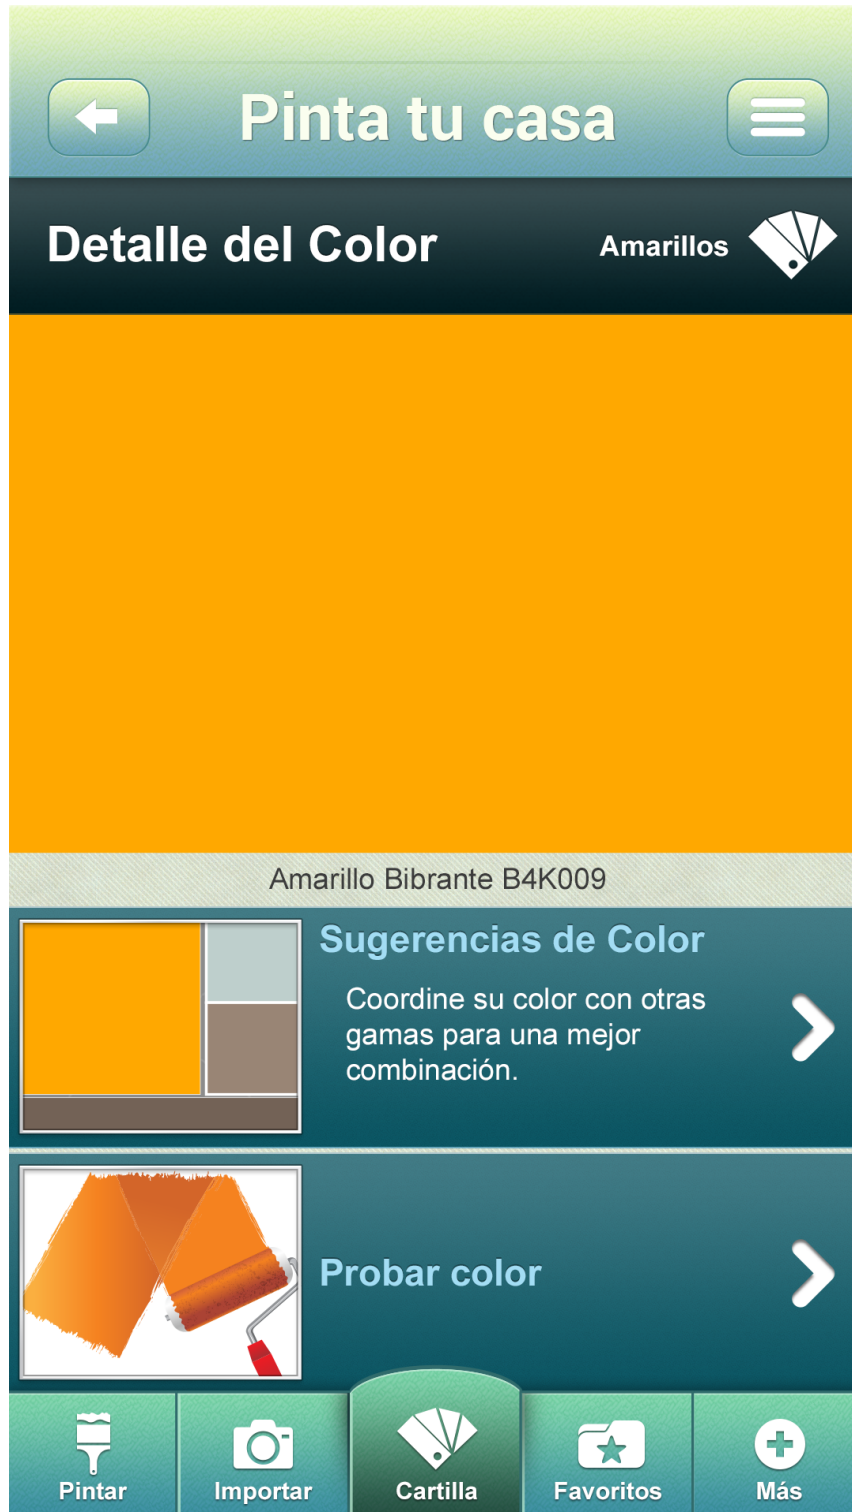 Pinta tu casa
Detalle del Color
Amarillos
Amarillo Bibrante B4K009
Sugerencias de Color
Coordine su color con otras
gamas para una mejor
combinación.
Probar color
Pintar
Importar
Cartilla
Favoritos
Más